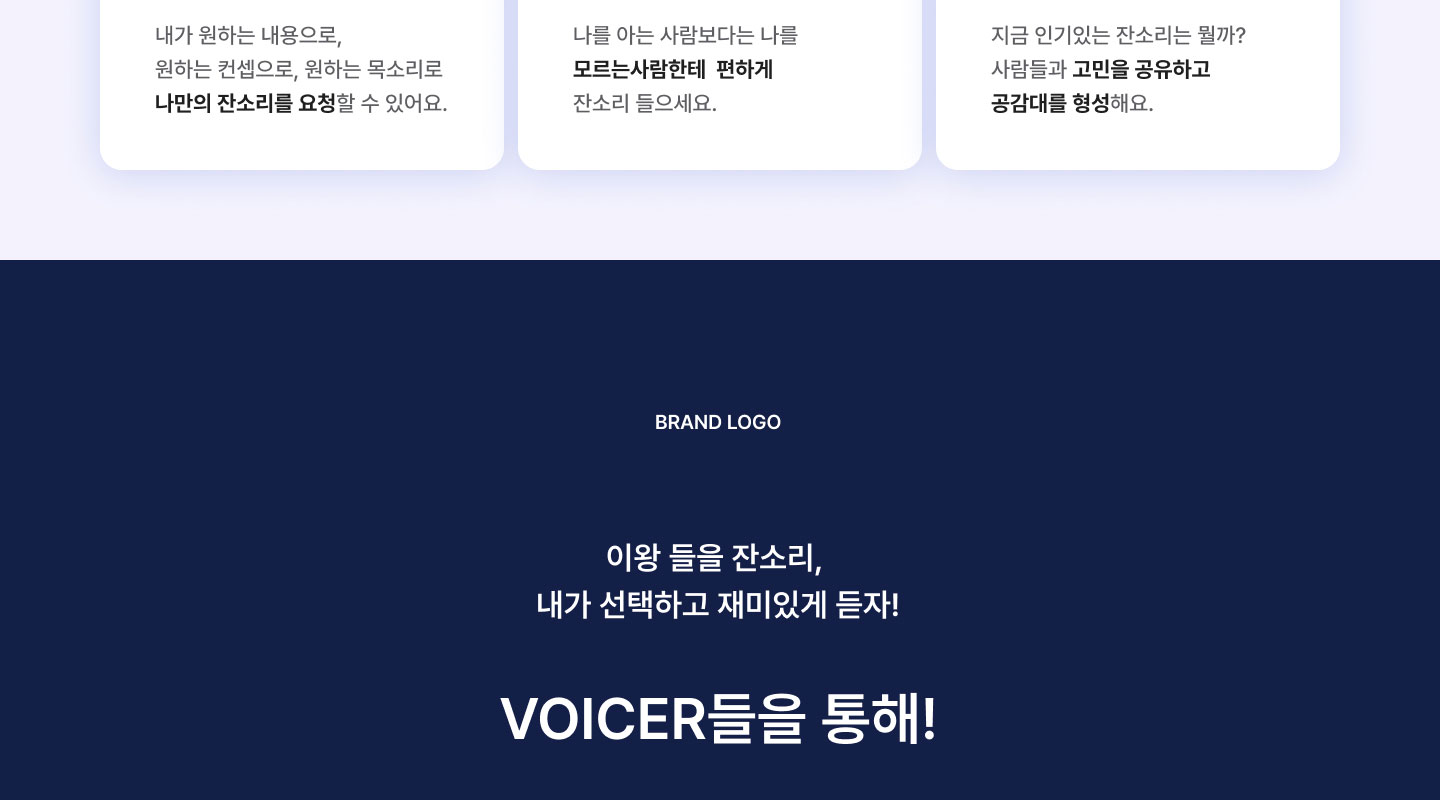 내가 원하는 내용으로,
원하는 컨셉으로, 원하는 목소리로
나만의 잔소리를 요청할 수 있어요.
나를 아는 사람보다는 나를
모르는사람한테  편하게
잔소리 들으세요.
지금 인기있는 잔소리는 뭘까?
사람들과 고민을 공유하고
공감대를 형성해요.
BRAND LOGO
이왕 들을 잔소리,
내가 선택하고 재미있게 듣자!
VOICER들을 통해!